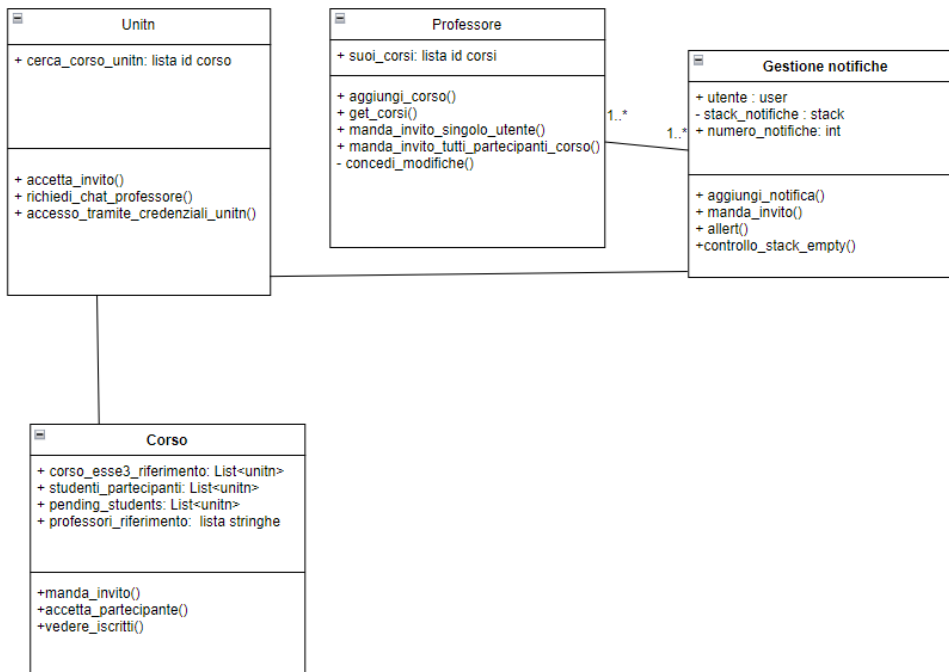 Unitn
+ cerca_corso_unitn: lista id corso
+ accetta_invito()
+ richiedi_chat_professore()
+ accesso_tramite_credenziali_unitn()
Professore
+ suoi_corsi: lista id corsi
+ aggiungi_corso()
+ get_corsi()
+ manda_invito_singolo_utente()
+ manda_invito_tutti_partecipanti_corso()
- concedi_modifiche()
1..*
1..*
Gestione notifiche
+ utente : user
- stack_notifiche : stack
+ numero_notifiche: int
+ aggiungi_notifica()
+ manda_invito()
+ allert()
+controllo_stack_empty()
Corso
+ corso_esse3_riferimento: List<unitn>
+ studenti_partecipanti: List<unitn>
+ pending_students: List<unitn>
+ professori_riferimento: lista stringhe
+manda_invito()
+accetta_partecipante()
+vedere_iscritti()